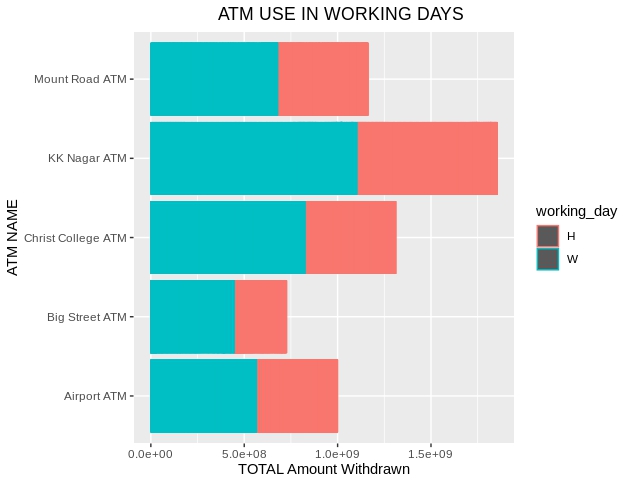 ATM USE IN WORKING DAYS
ATM NAME
Mount Road ATM
KK Nagar ATM
Christ College ATM
Big Street ATM
Airport ATM
0.0e+00 5.0e+08 1.0e+09 1.5e+09
TOTAL Amount Withdrawn
working_day
H
W